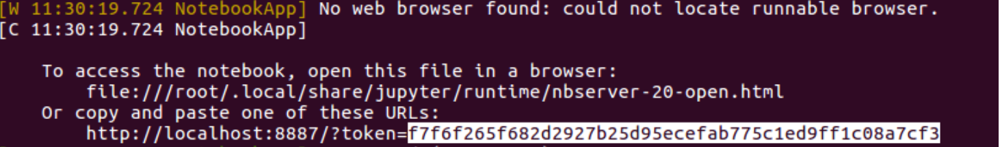 [W 11:30:19.724 NotebookApp] No web browser found: could not locate runnable browser.
[C 11:30:19.724 NotebookApp]
To access the notebook, open this file in a browser:
file:///root/.local/share/jupyter/runtime/nbserver-20-open.html
Or copy and paste one of these URLs:
http://localhost:8887/?token=f7f6f265f682d2927b25d95ecefab775c1ed9ff1c08a7cf3